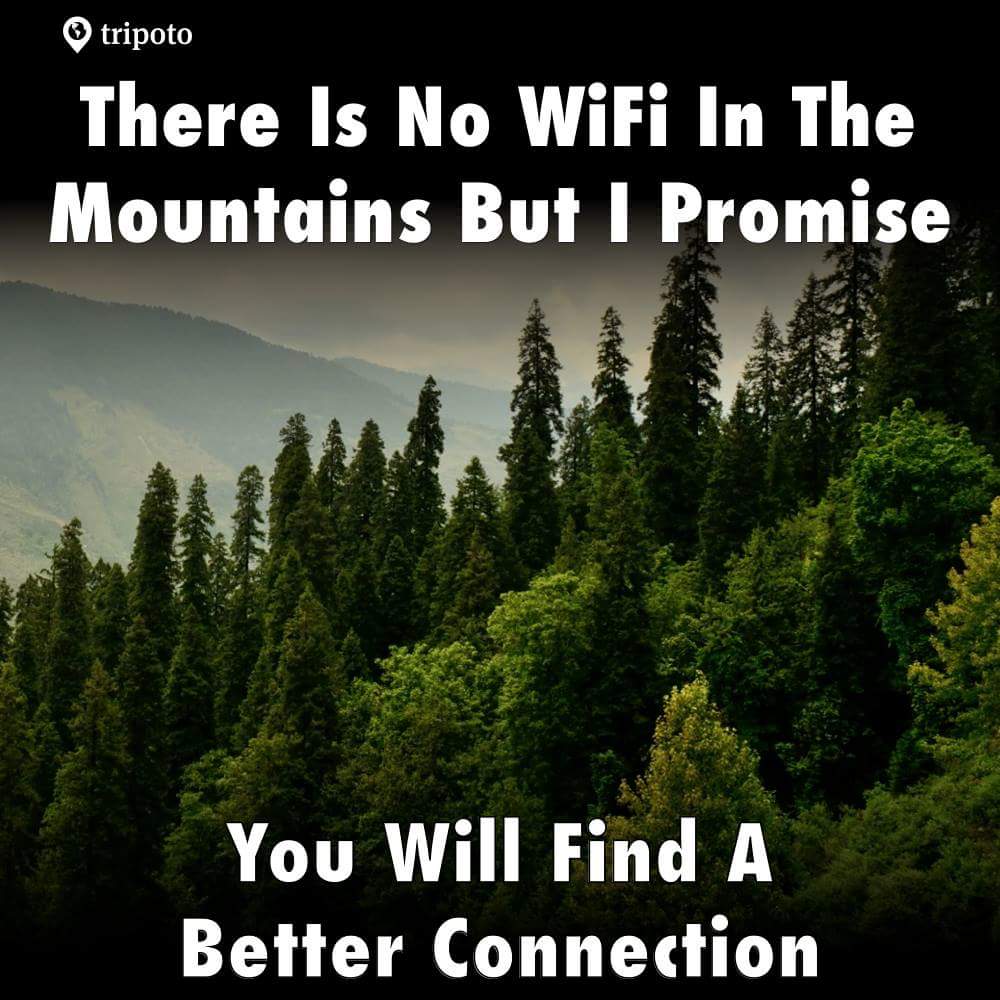 tripoto
There Is No WiFi In The
Mountains But I Promise
You Will Find A
Better Connection